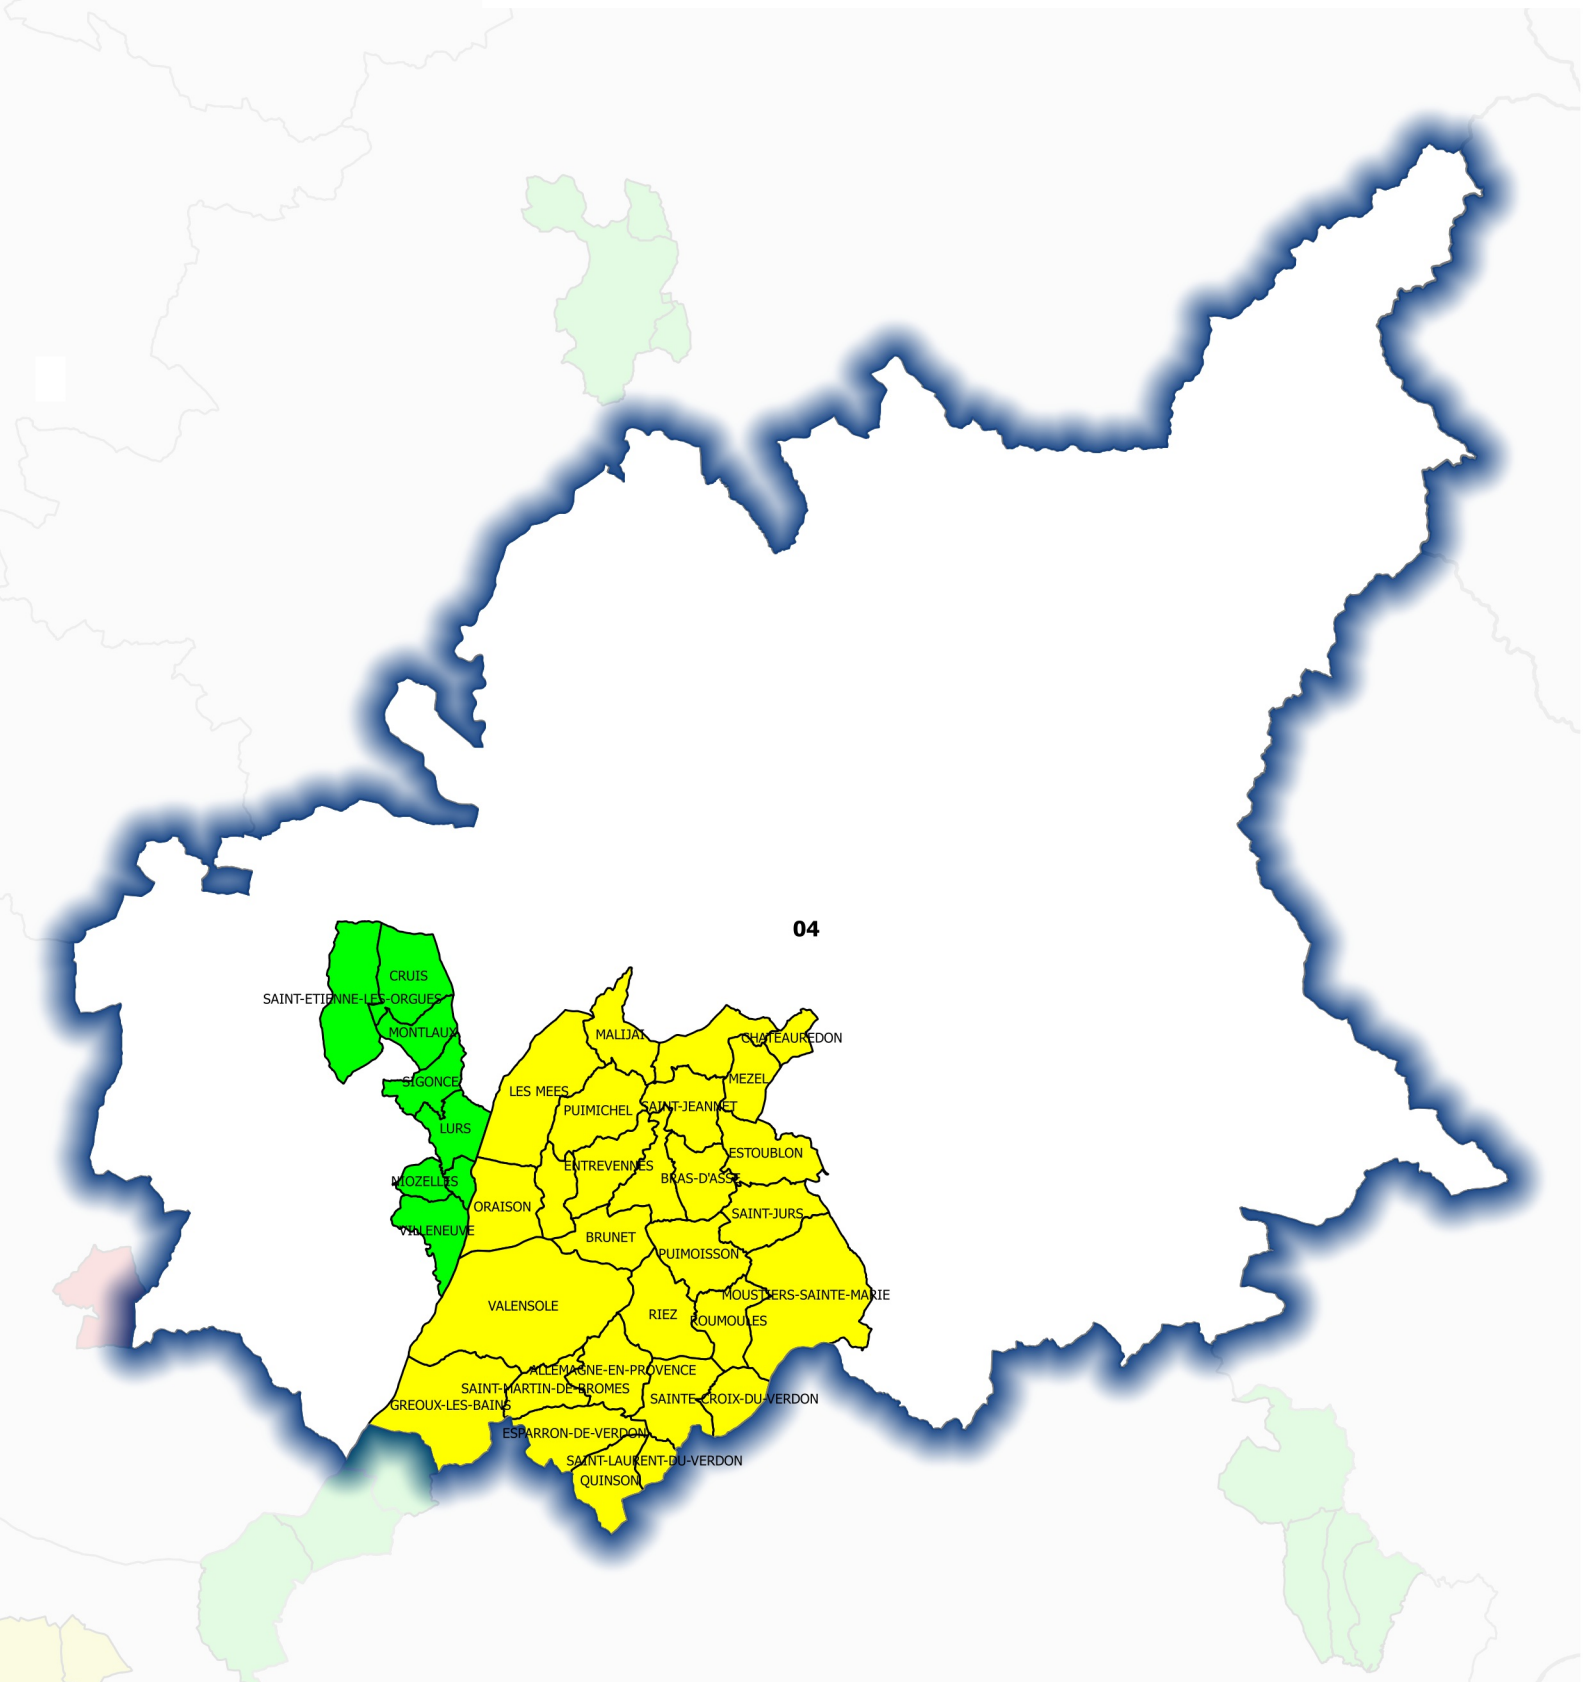 04
CRUIS
SAINT-ETIENNE-LES-ORGUES
MONTLAUX
MALIJAI
CHATEAUREDON
SIGONCE
LES MEES
MEZEL
PUIMICHEL
SAINT-JEANNET
LURS
ESTOUBLON
ENTREVENNES
BRAS-D'ASSE
NIOZELLES
ORAISON
SAINT-JURS
VILLENEUVE
BRUNET
PUIMOISSON
MOUSTIERS-SAINTE-MARIE
VALENSOLE
RIEZ
ROUMOULES
ALLEMAGNE-EN-PROVENCE
SAINT-MARTIN-DE-BROMES
SAINTE-CROIX-DU-VERDON
GREOUX-LES-BAINS
ESPARRON-DE-VERDON
SAINT-LAURENT-DU-VERDON
QUINSON